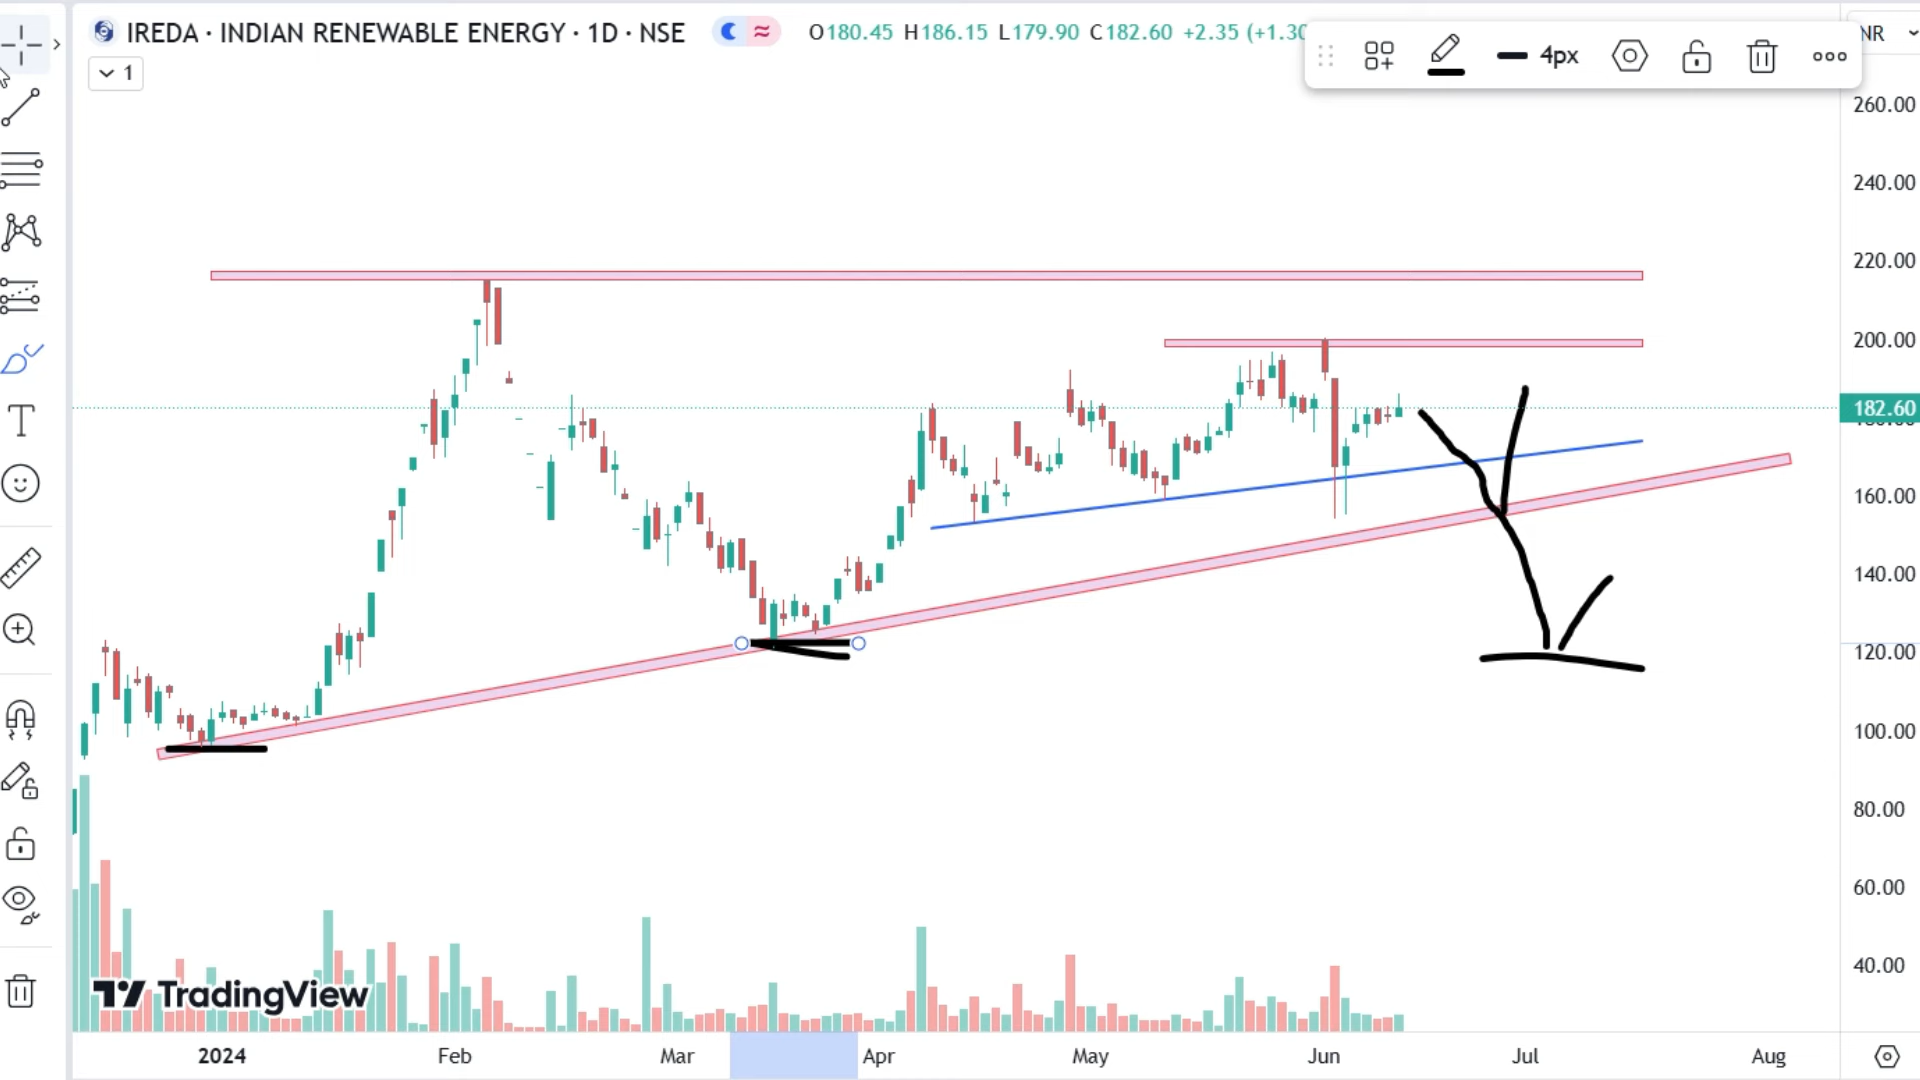 IREDA · INDIAN RENEWABLE ENERGY · 1D · NSE O180.45 H186.15 L179.90 C182.60 +2.35 (+1.30
4px
NR
1
260.00
240.00
220.00
200.00
182.60
160.00
140.00
120.00
100.00
80.00
60.00
40.00
TradingView
2024 Feb Mar Apr May Jun Jul Aug